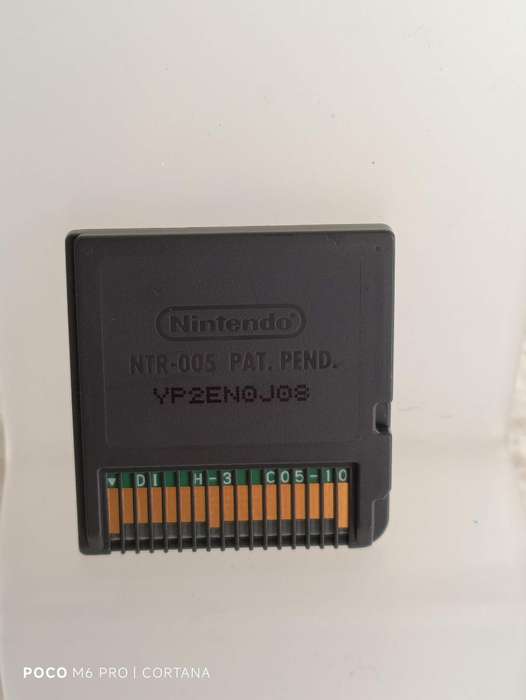 Nintendo
NTR-005 PAT. PEND.
YP2EN0J08
▼ DI H-3 C05-10
POCO M6 PRO | CORTANA